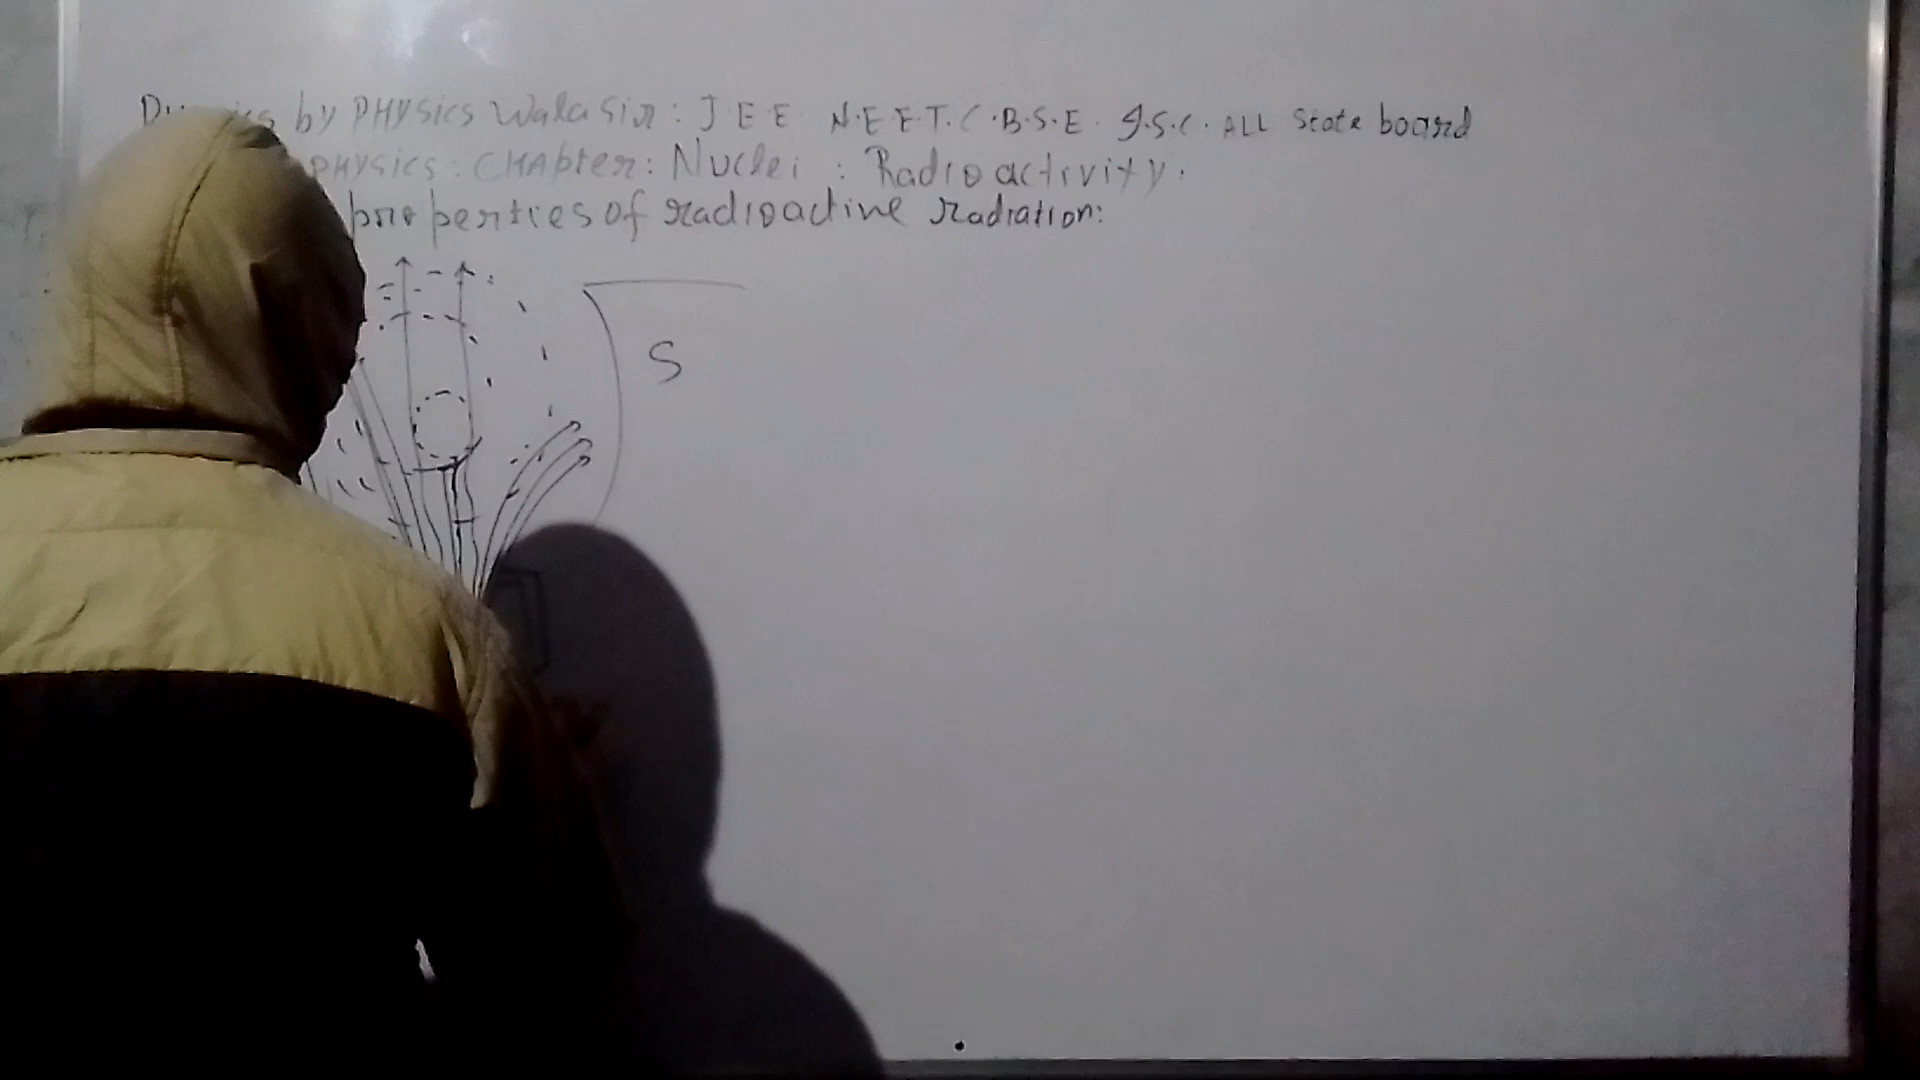 by PHYSICS Wala Sir: J.E.E. N.E.E.T. C.B.S.E. I.S.C. ALL State board
PHYSICS: CHApter: Nuclei : Radioactivity.
properties of radioactive radiation:
S